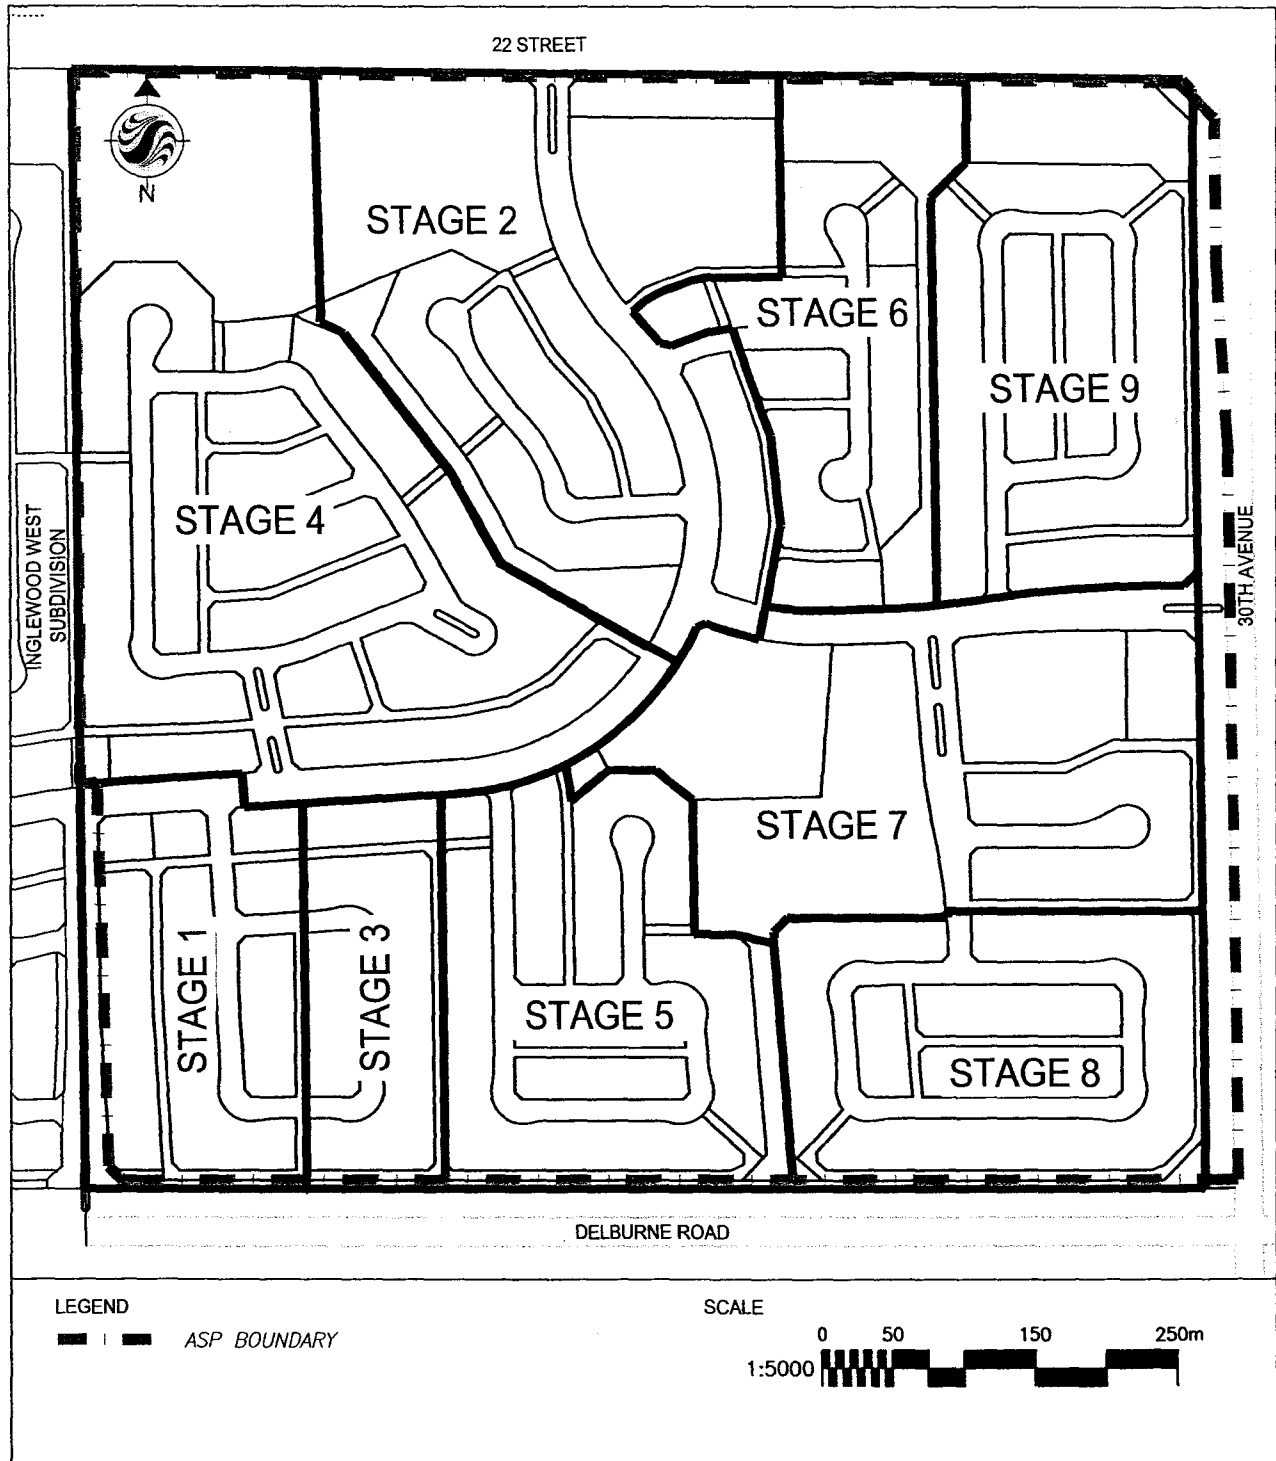 22 STREET
N
STAGE 2
STAGE 6
STAGE 9
STAGE 4
INGLEWOOD WEST
SUBDIVISION
30TH AVENUE
STAGE 7
STAGE 1
STAGE 3
STAGE 5
STAGE 8
DELBURNE ROAD
LEGEND
ASP BOUNDARY
SCALE
0 50 150 250m
1:5000